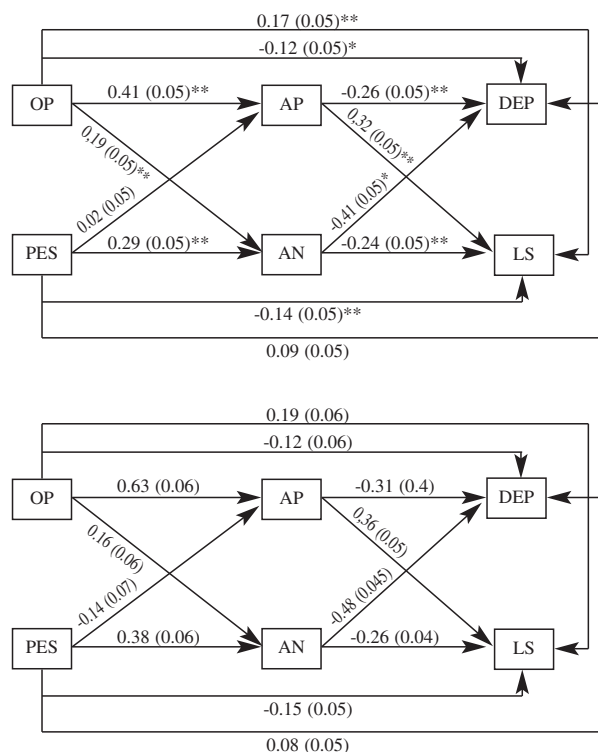 0.17 (0.05)**
-0.12 (0.05)*
OP
0.41 (0.05)**
AP
-0.26 (0.05)**
DEP
0,19 (0.05)**
0.02 (0.05)
0,32 (0.05)**
-0.41 (0.05)*
PES
0.29 (0.05)**
AN
-0.24 (0.05)**
LS
-0.14 (0.05)**
0.09 (0.05)
0.19 (0.06)
-0.12 (0.06)
OP
0.63 (0.06)
AP
-0.31 (0.4)
DEP
0.16 (0.06)
-0.14 (0.07)
0,36 (0.05)
-0.48 (0.045)
PES
0.38 (0.06)
AN
-0.26 (0.04)
LS
-0.15 (0.05)
0.08 (0.05)